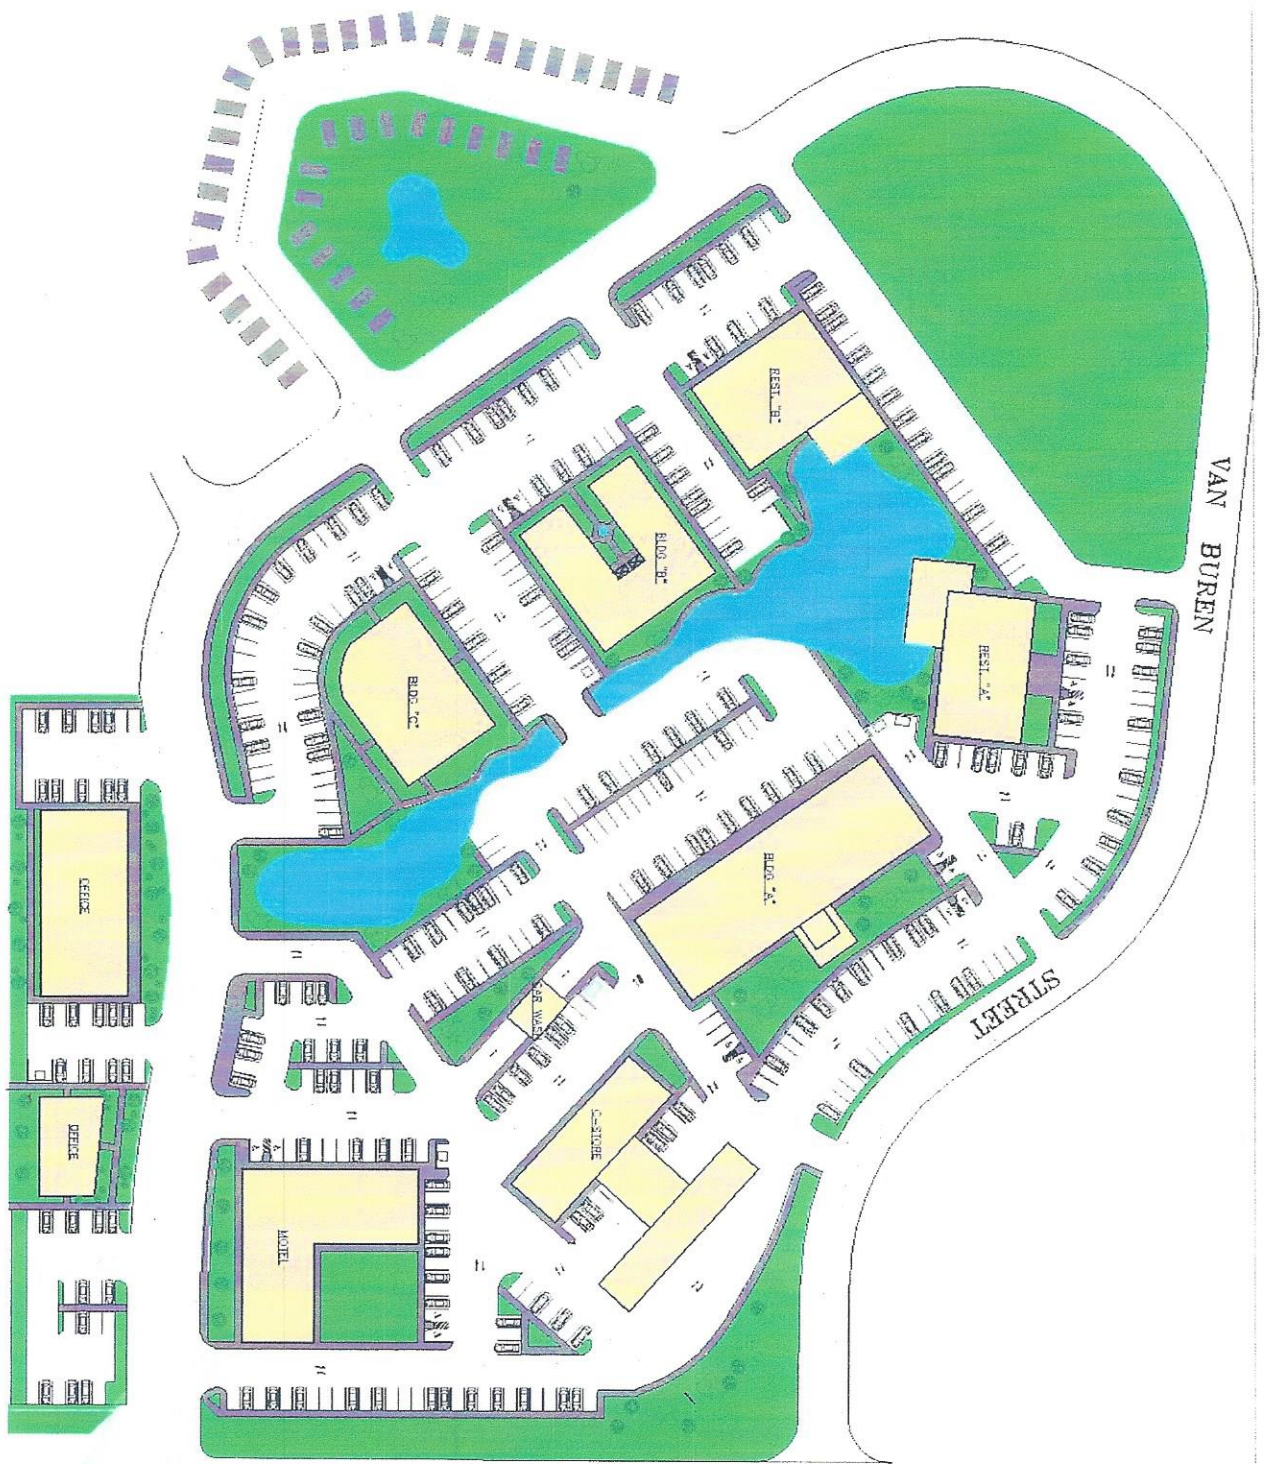 VAN BUREN
STREET
REST. "B"
BLDG "B"
REST. "A"
BLDG "C"
BLDG "A"
OFFICE
CAR WASH
C-STORE
OFFICE
MOTEL